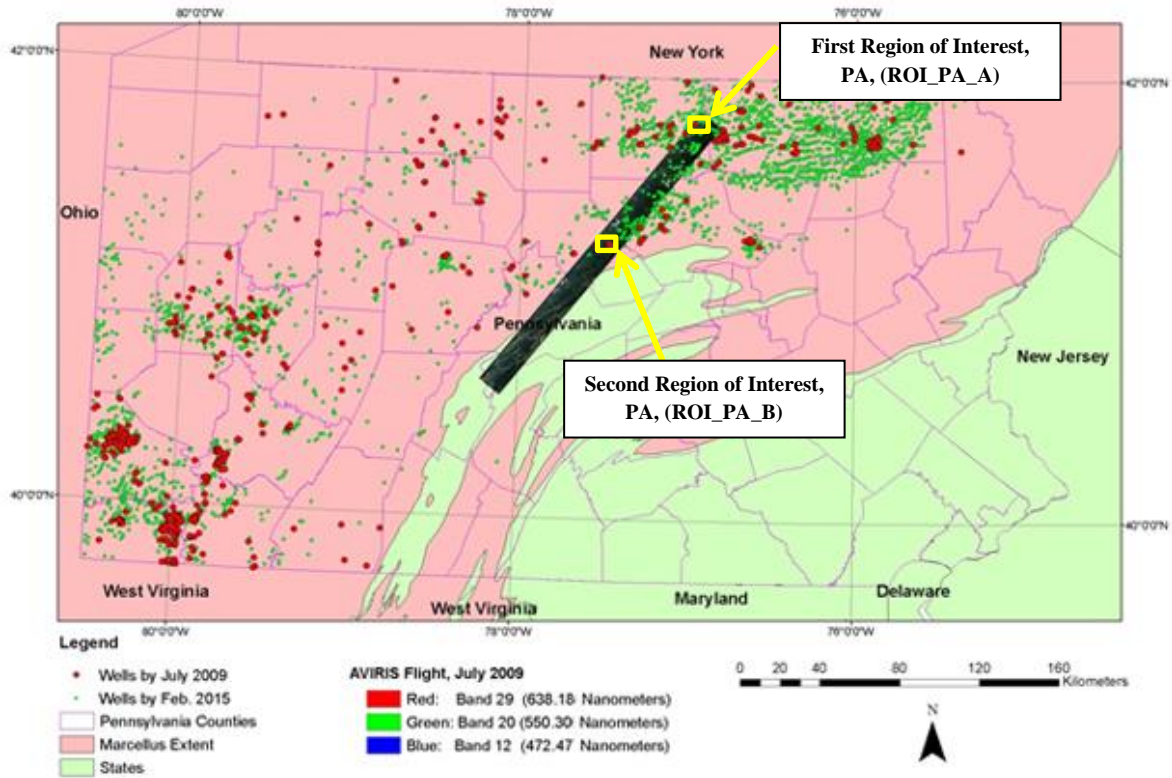 80°0'0"W 78°0'0"W 76°0'0"W
42°0'0"N
New York
First Region of Interest,
PA, (ROI_PA_A)
42°0'0"N
Ohio
Pennsylvania
New Jersey
Second Region of Interest,
PA, (ROI_PA_B)
40°0'0"N
40°0'0"N
West Virginia
West Virginia
Maryland
Delaware
80°0'0"W 78°0'0"W 76°0'0"W
Legend
Wells by July 2009
Wells by Feb. 2015
Pennsylvania Counties
Marcellus Extent
States
AVIRIS Flight, July 2009
Red: Band 29 (638.18 Nanometers)
Green: Band 20 (550.30 Nanometers)
Blue: Band 12 (472.47 Nanometers)
0 20 40 80 120 160
Kilometers
N